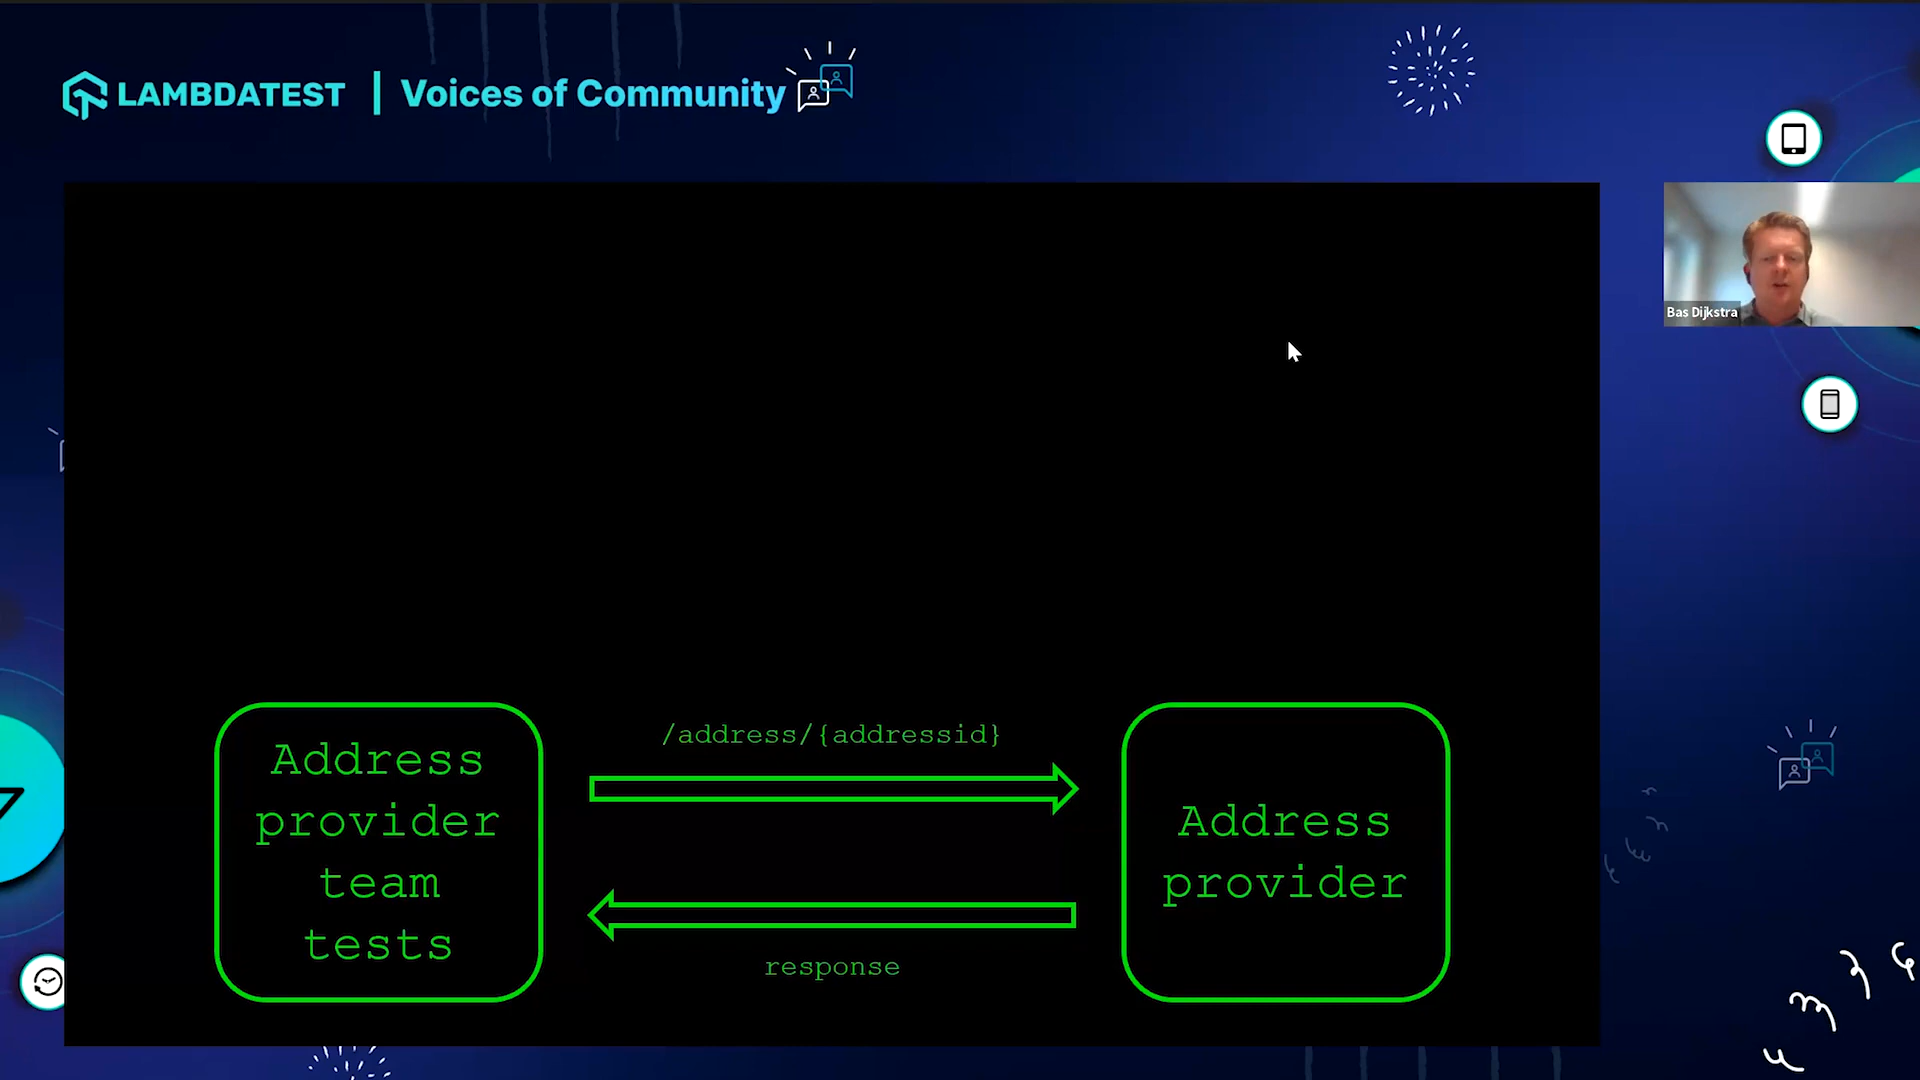 LAMBDATEST | Voices of Community
Bas Dijkstra
Address
provider
team
tests
/address/{addressid}
response
Address
provider